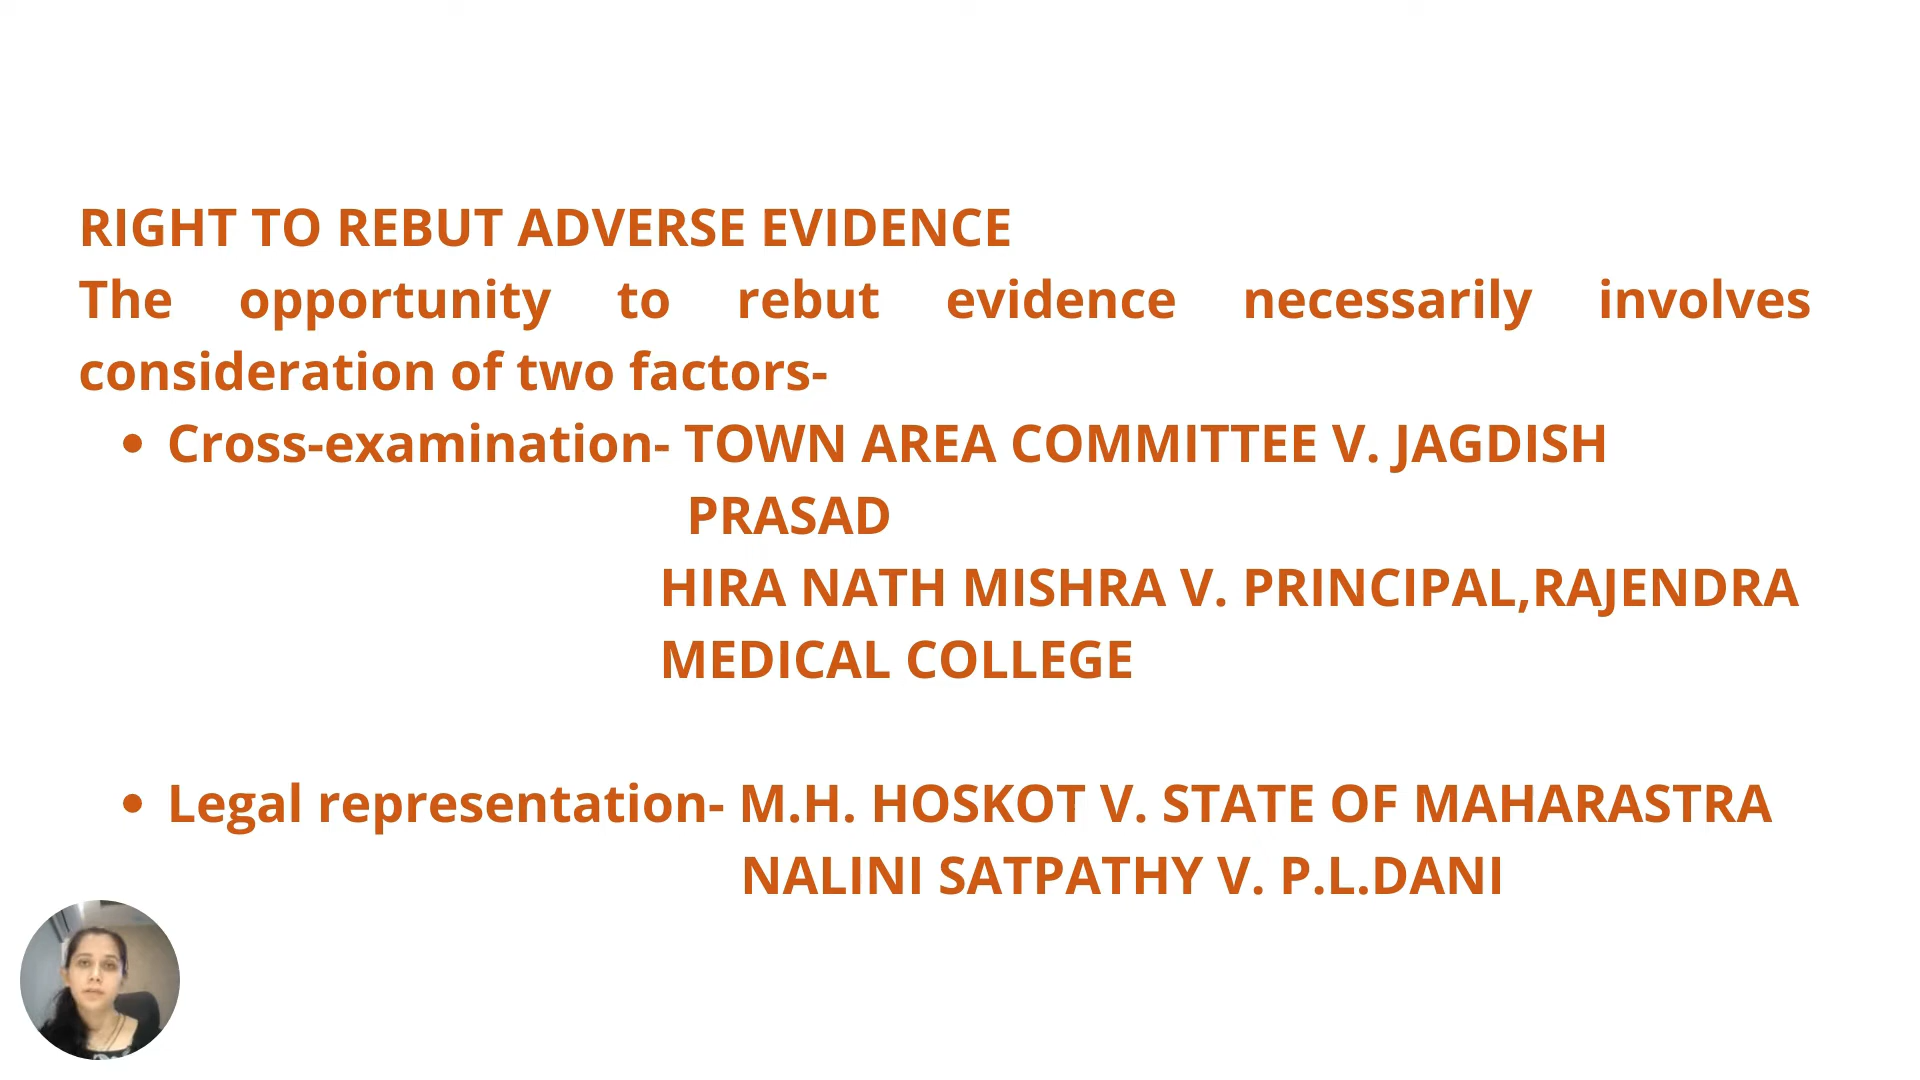 RIGHT TO REBUT ADVERSE EVIDENCE
The opportunity to rebut evidence necessarily involves
consideration of two factors-
• Cross-examination- TOWN AREA COMMITTEE V. JAGDISH
PRASAD
HIRA NATH MISHRA V. PRINCIPAL,RAJENDRA
MEDICAL COLLEGE
• Legal representation- M.H. HOSKOT V. STATE OF MAHARASTRA
NALINI SATPATHY V. P.L.DANI